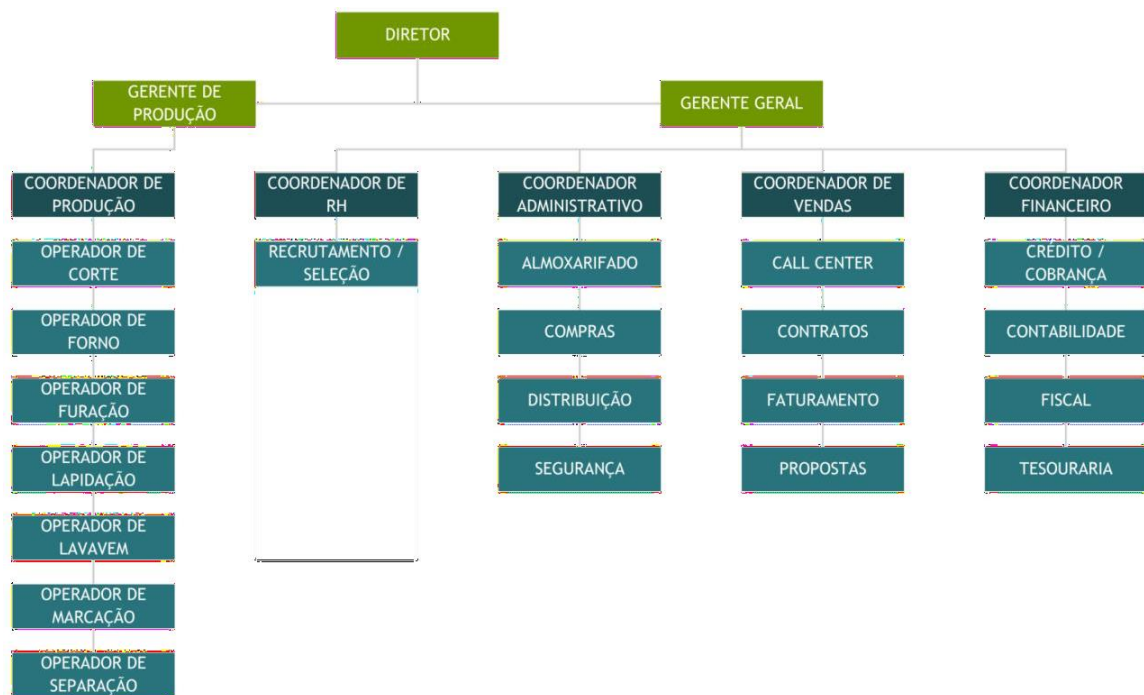 DIRETOR
GERENTE DE
PRODUÇÃO
GERENTE GERAL
COORDENADOR DE
PRODUÇÃO
COORDENADOR DE
RH
COORDENADOR
ADMINISTRATIVO
COORDENADOR DE
VENDAS
COORDENADOR
FINANCEIRO
OPERADOR DE
CORTE
RECRUTAMENTO /
SELEÇÃO
ALMOXARIFADO
CALL CENTER
CRÉDITO /
COBRANÇA
OPERADOR DE
FORNO
COMPRAS
CONTRATOS
CONTABILIDADE
OPERADOR DE
FURAÇÃO
DISTRIBUIÇÃO
FATURAMENTO
FISCAL
OPERADOR DE
LAPIDAÇÃO
SEGURANÇA
PROPOSTAS
TESOURARIA
OPERADOR DE
LAVAVEM
OPERADOR DE
MARCAÇÃO
OPERADOR DE
SEPARAÇÃO